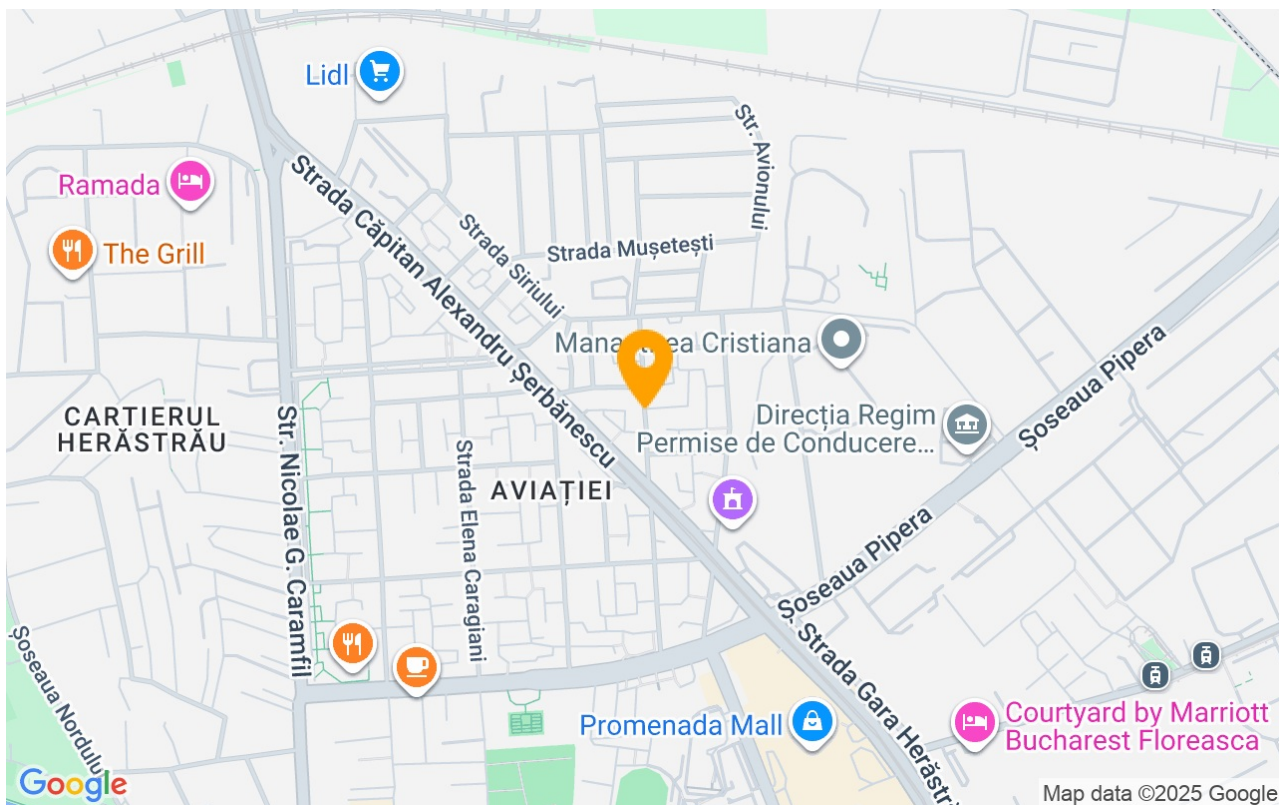 Lidl
Str. Avionului
Ramada
The Grill
Strada Căpitan Alexandru Șerbănescu
Strada Siriului
Strada Mușetești
Cristiana
Șoseaua Pipera
CARTIERUL
HERĂSTRĂU
Str. Nicolae G. Caramfil
Strada Elena Caragiani
AVIAȚIEI
Direcția Regim
Permise de Conducere...
Șoseaua Pipera
Șoseaua Nordului
Promenada Mall
Strada Gara Herăstr
Courtyard by Marriott
Bucharest Floreasca
Google
Map data ©2025 Google